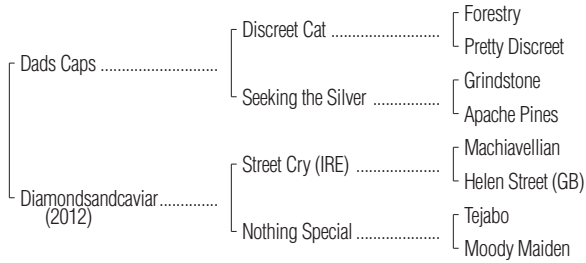 Forestry
Discreet Cat ......................
Pretty Discreet
Dads Caps ........................
Grindstone
Seeking the Silver .............
Apache Pines
Machiavellian
Street Cry (IRE) .................
Helen Street (GB)
Diamondsandcaviar............
(2012)
Tejabo
Nothing Special .................
Moody Maiden